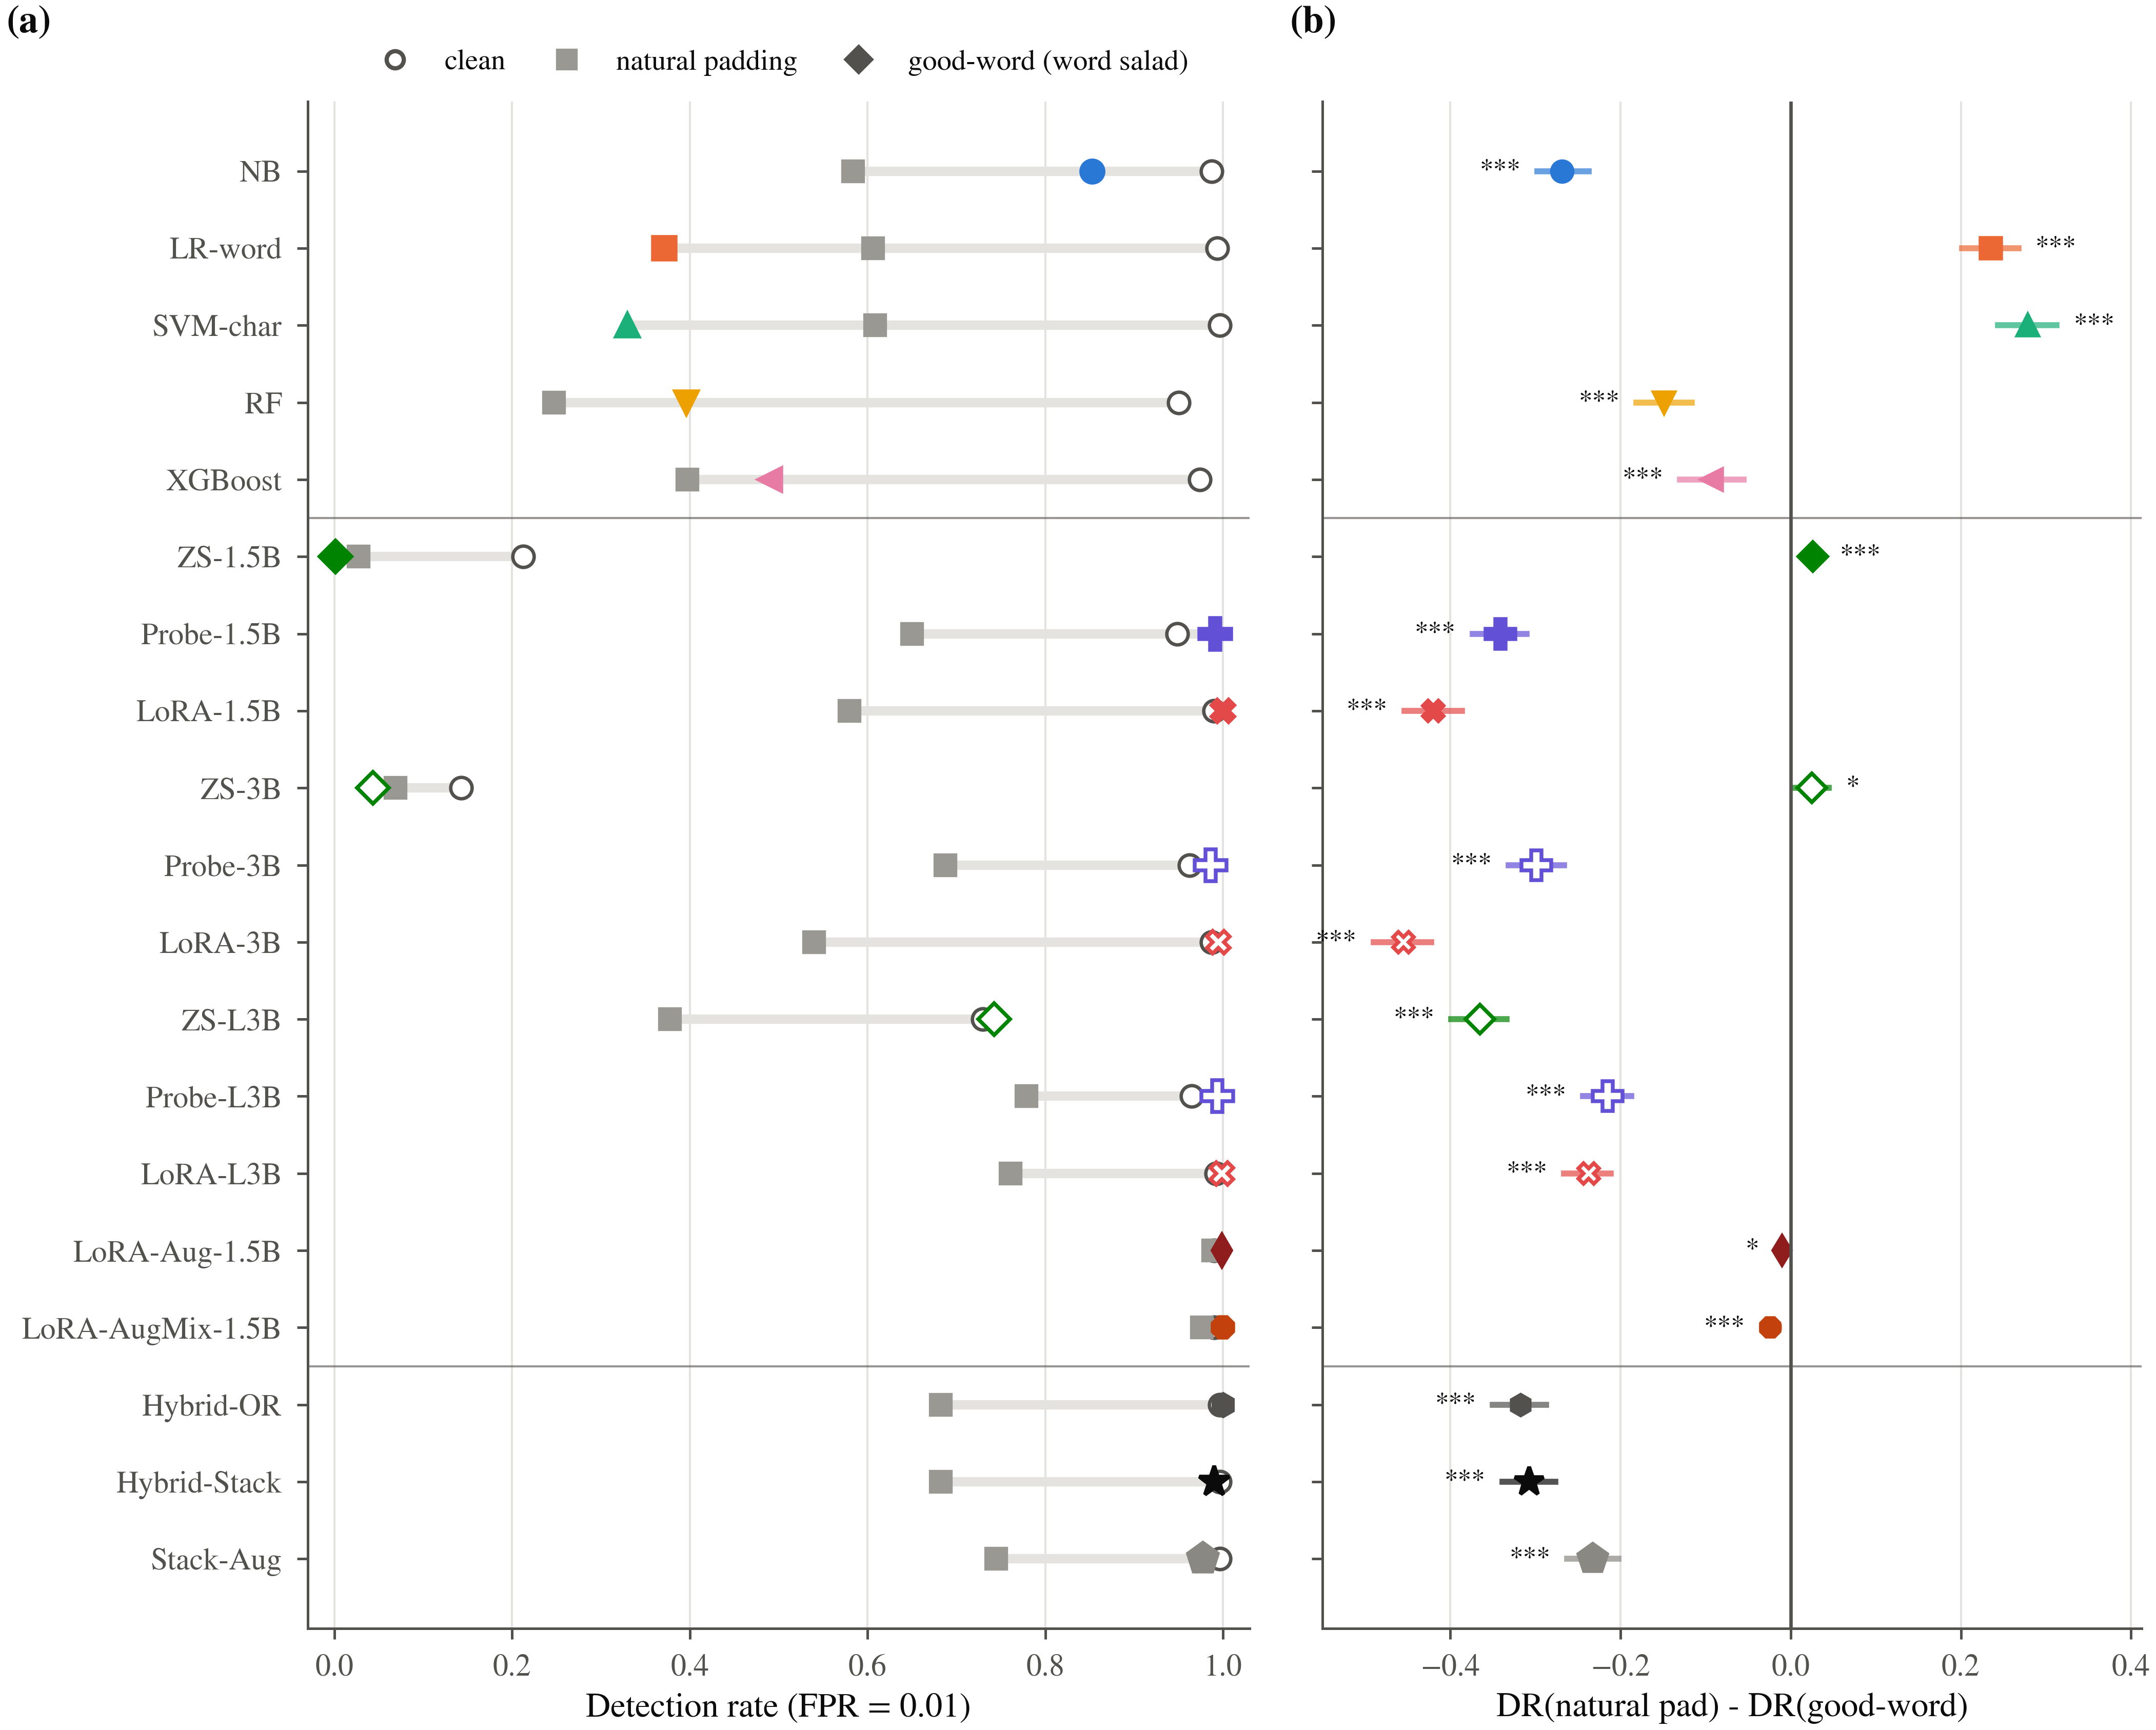 (a)
(b)
clean
natural padding
good-word (word salad)
NB
***
LR-word
***
SVM-char
***
RF
***
XGBoost
***
ZS-1.5B
***
Probe-1.5B
***
LoRA-1.5B
***
ZS-3B
*
Probe-3B
***
LoRA-3B
***
ZS-L3B
***
Probe-L3B
***
LoRA-L3B
***
LoRA-Aug-1.5B
*
LoRA-AugMix-1.5B
***
Hybrid-OR
***
Hybrid-Stack
***
Stack-Aug
***
0.0 0.2 0.4 0.6 0.8 1.0
−0.4 −0.2 0.0 0.2 0.4
Detection rate (FPR = 0.01)
DR(natural pad) - DR(good-word)